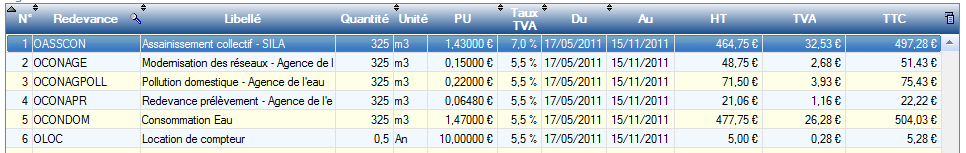 N° Redevance Libellé Quantité Unité PU Taux TVA Du Au HT TVA TTC
1 OASSCON Assainissement collectif - SILA 325 m3 1,43000 € 7,0 % 17/05/2011 15/11/2011 464,75 € 32,53 € 497,28 €
2 OCONAGE Modernisation des réseaux - Agence de l 325 m3 0,15000 € 5,5 % 17/05/2011 15/11/2011 48,75 € 2,68 € 51,43 €
3 OCONAGPOLL Pollution domestique - Agence de l'eau 325 m3 0,22000 € 5,5 % 17/05/2011 15/11/2011 71,50 € 3,93 € 75,43 €
4 OCONAPR Redevance prélèvement - Agence de l'e 325 m3 0,06480 € 5,5 % 17/05/2011 15/11/2011 21,06 € 1,16 € 22,22 €
5 OCONDOM Consommation Eau 325 m3 1,47000 € 5,5 % 17/05/2011 15/11/2011 477,75 € 26,28 € 504,03 €
6 OLOC Location de compteur 0,5 An 10,00000 € 5,5 % 17/05/2011 15/11/2011 5,00 € 0,28 € 5,28 €